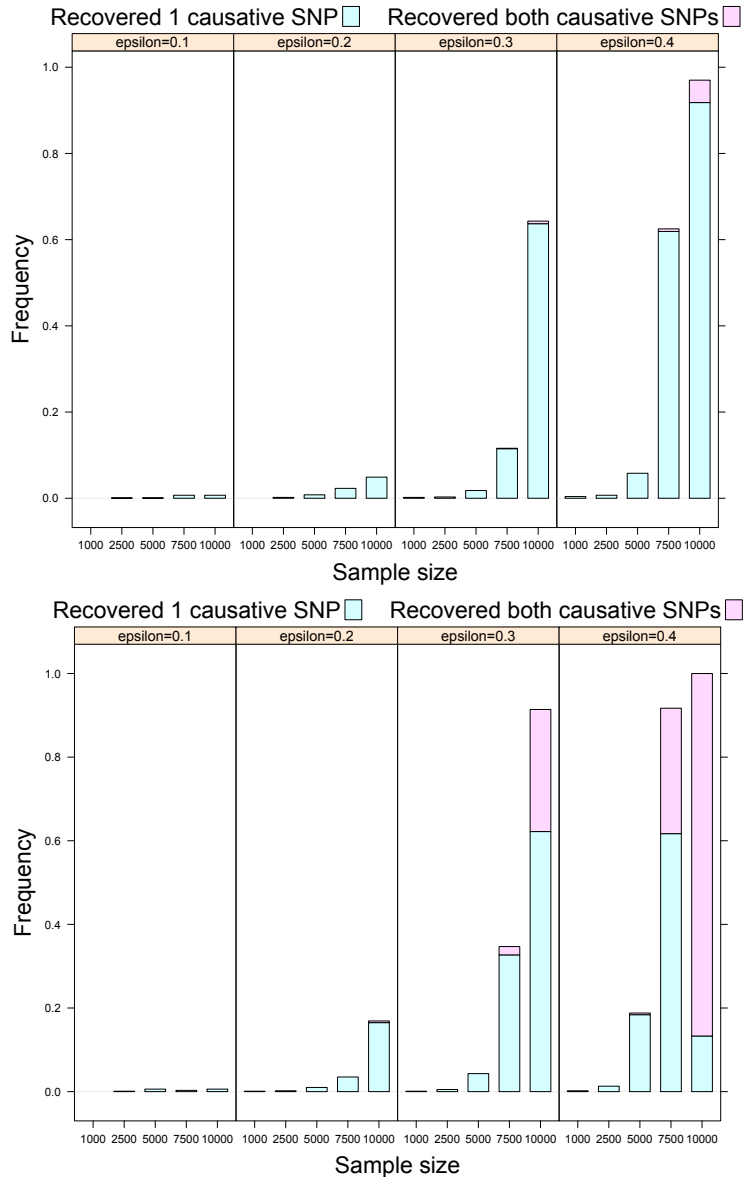 Recovered 1 causative SNP Recovered both causative SNPs
epsilon=0.1 epsilon=0.2 epsilon=0.3 epsilon=0.4
1.0
0.8
0.6
0.4
0.2
0.0
Frequency
1000 2500 5000 7500 10000 1000 2500 5000 7500 10000 1000 2500 5000 7500 10000 1000 2500 5000 7500 10000
Sample size
Recovered 1 causative SNP Recovered both causative SNPs
epsilon=0.1 epsilon=0.2 epsilon=0.3 epsilon=0.4
1.0
0.8
0.6
0.4
0.2
0.0
Frequency
1000 2500 5000 7500 10000 1000 2500 5000 7500 10000 1000 2500 5000 7500 10000 1000 2500 5000 7500 10000
Sample size